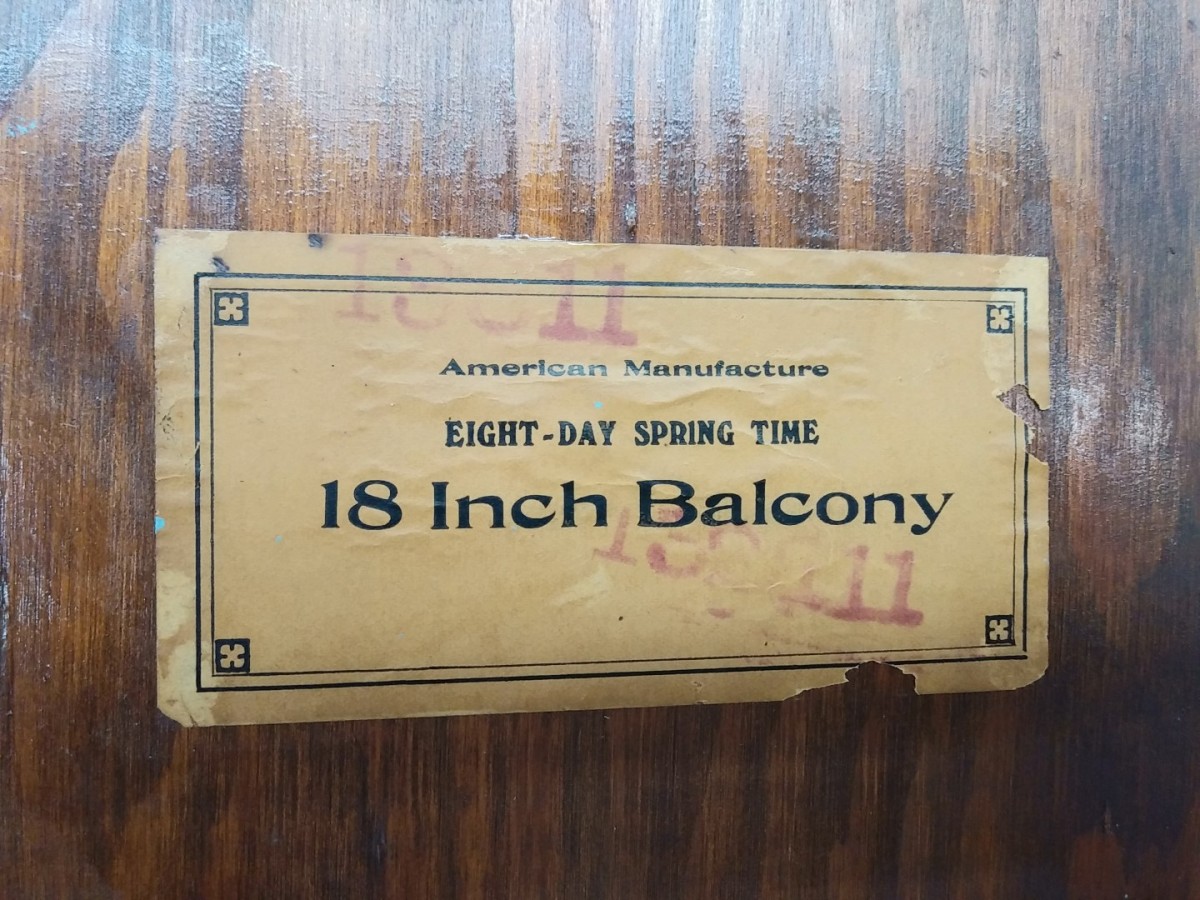 American Manufacture
EIGHT-DAY SPRING TIME
18 Inch Balcony